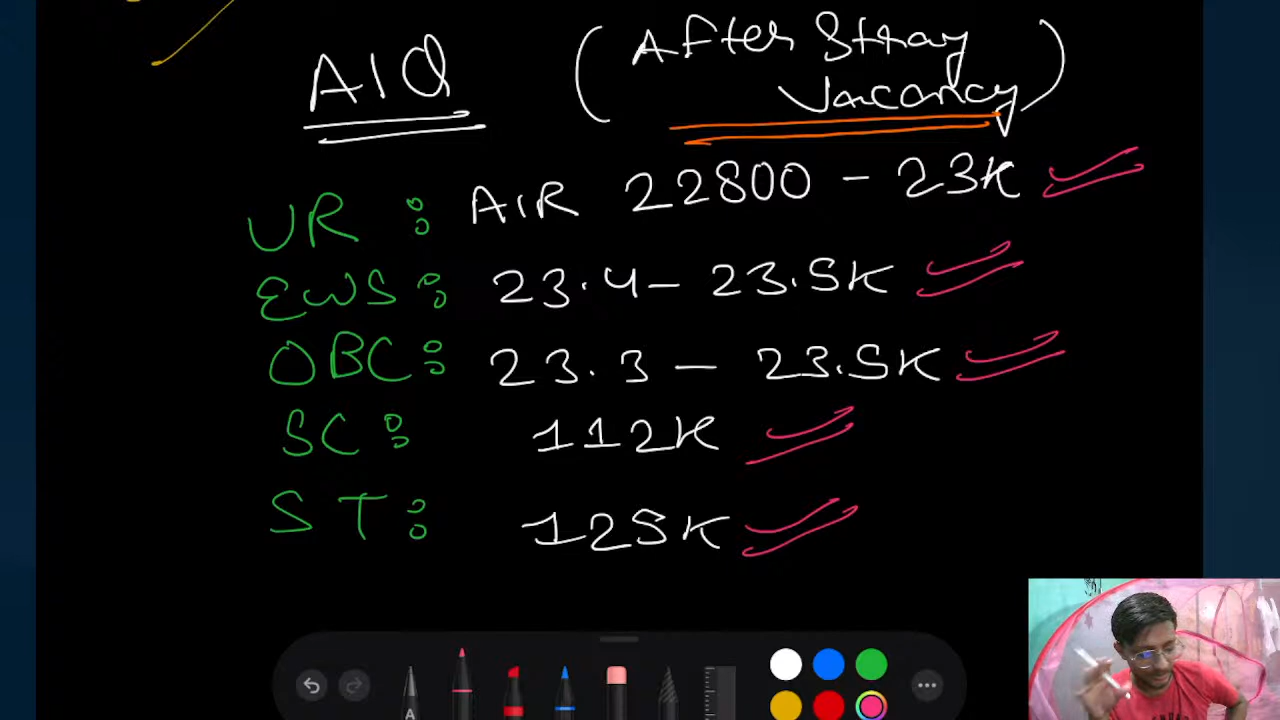 AIQ (After Stray Vacancy)
UR : AIR 22800 - 23K
EWS : 23.4 - 23.5K
OBC : 23.3 - 23.5K
SC : 112K
ST : 125K
A